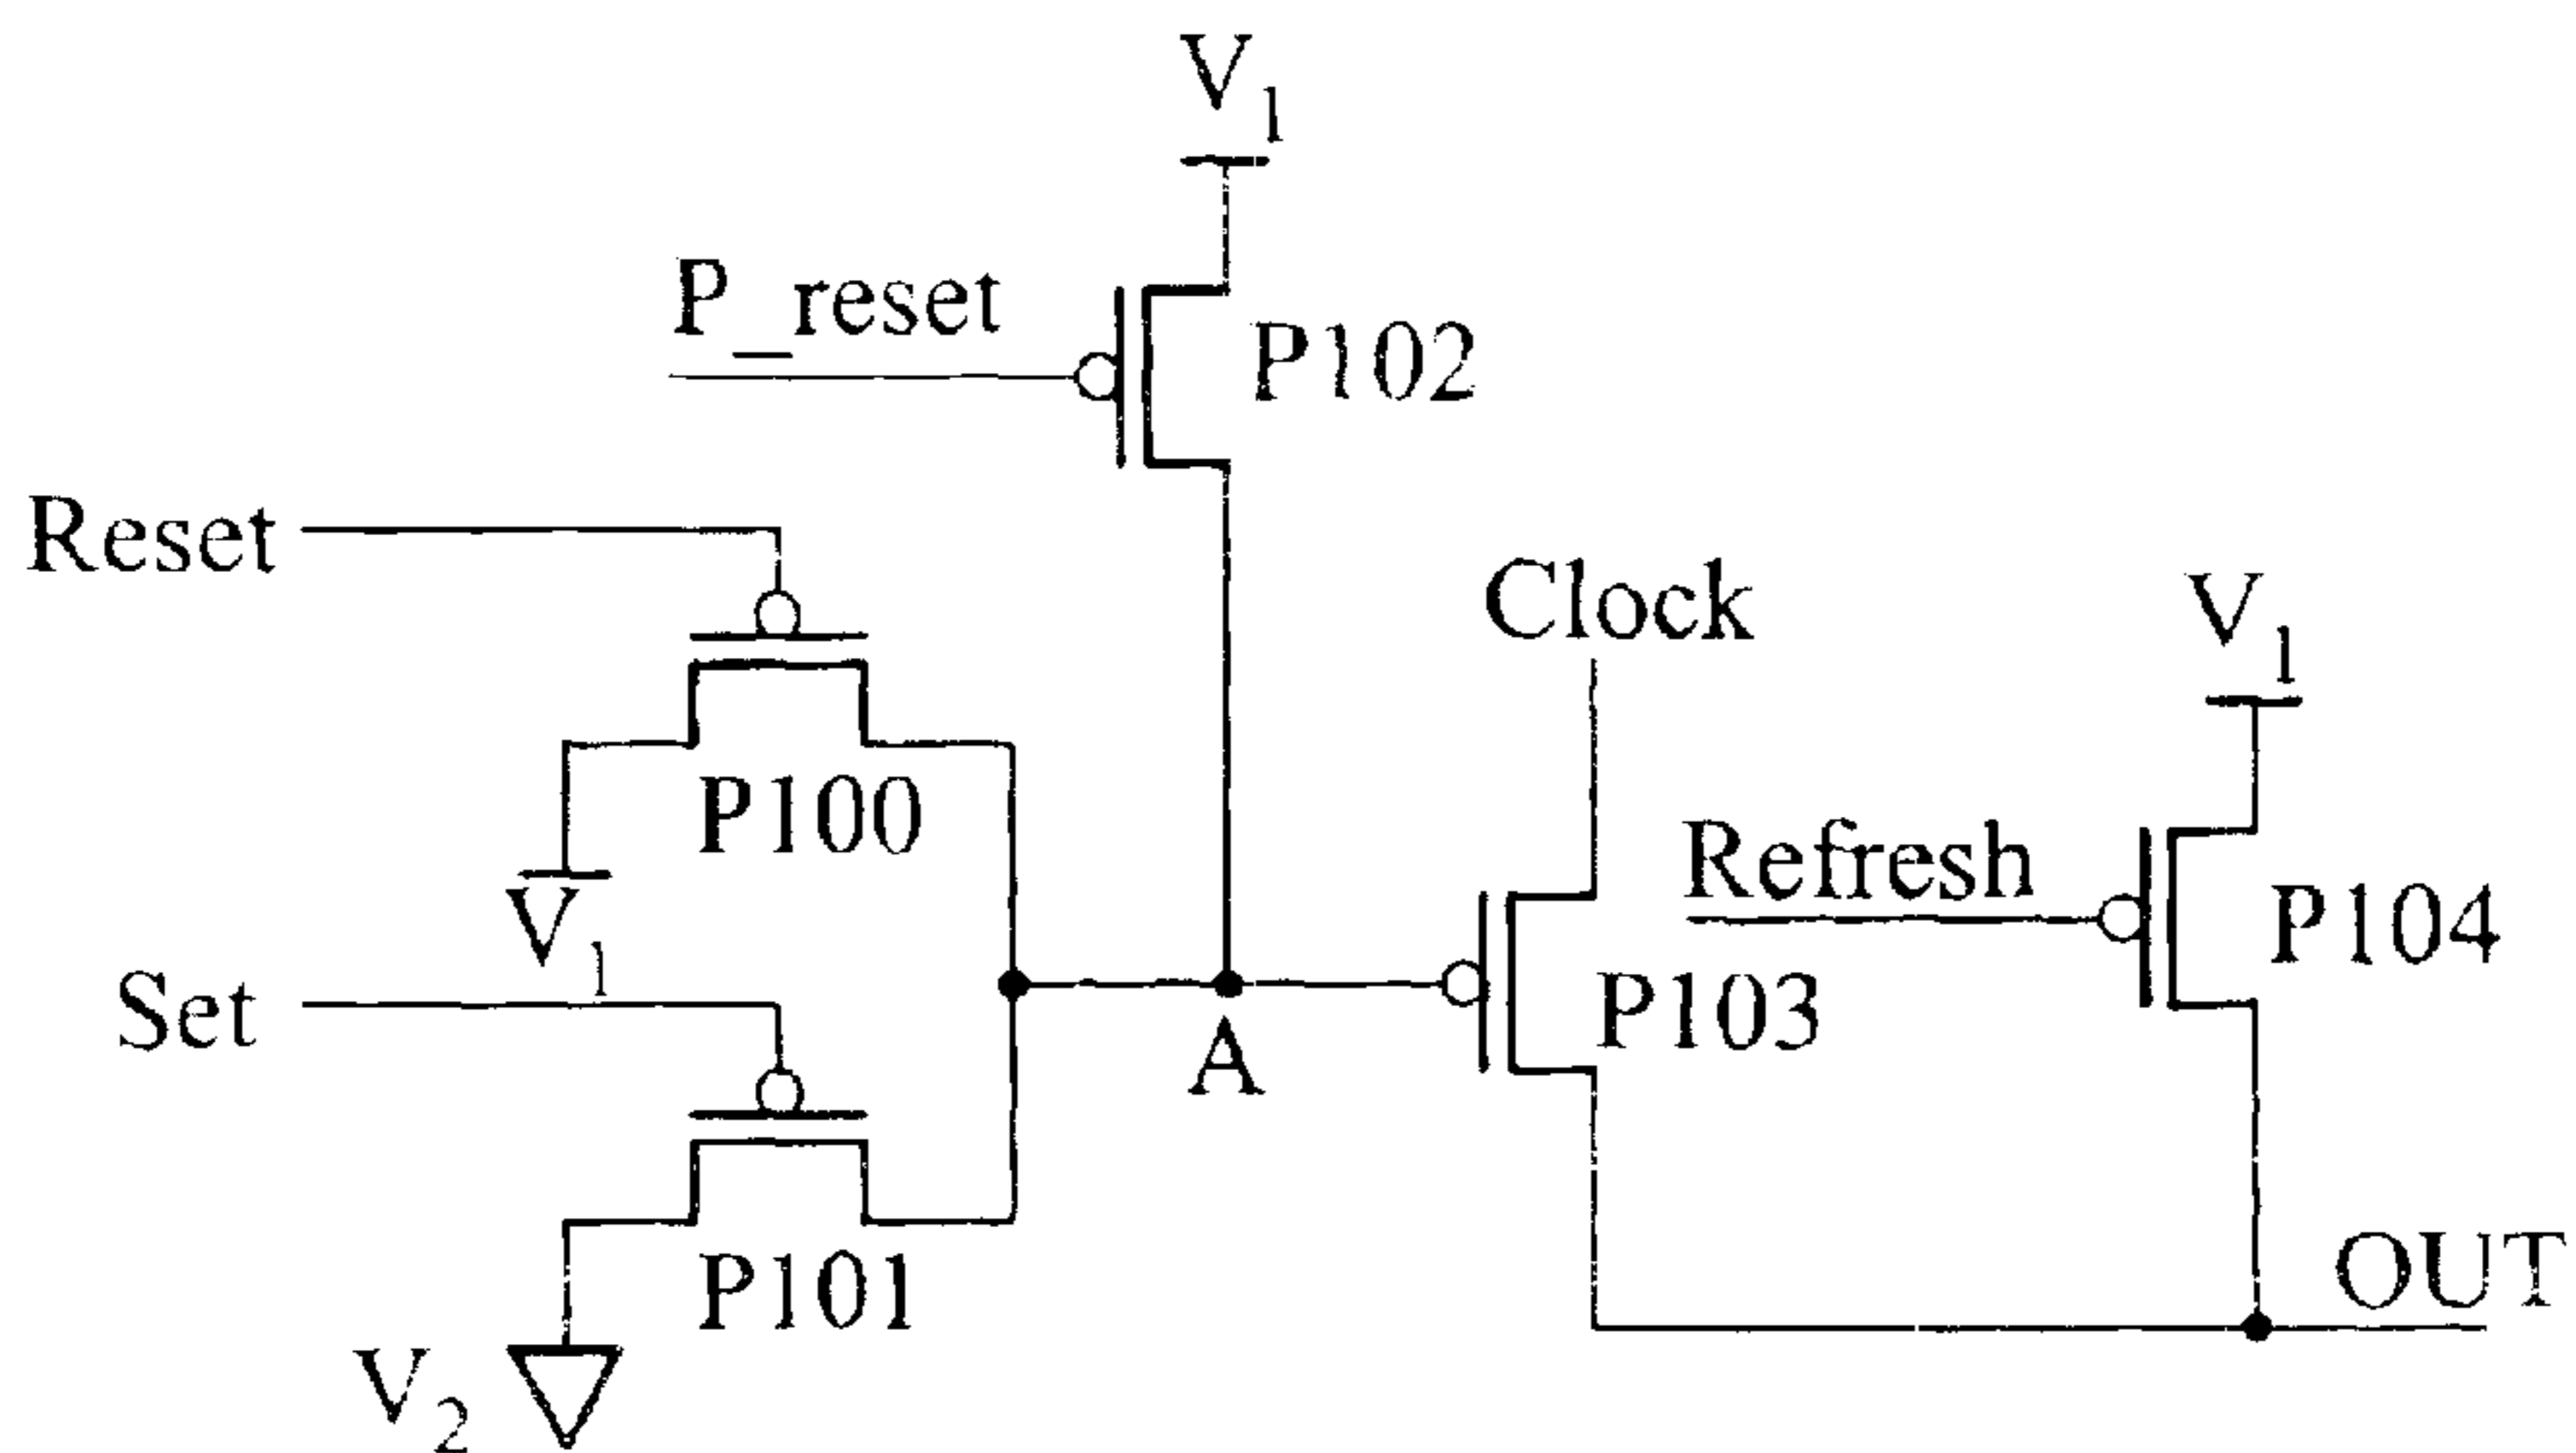 V1
P_reset
P102
Reset
Clock
V1
P100
Refresh
V1
P104
Set
P103
A
P101
OUT
V2